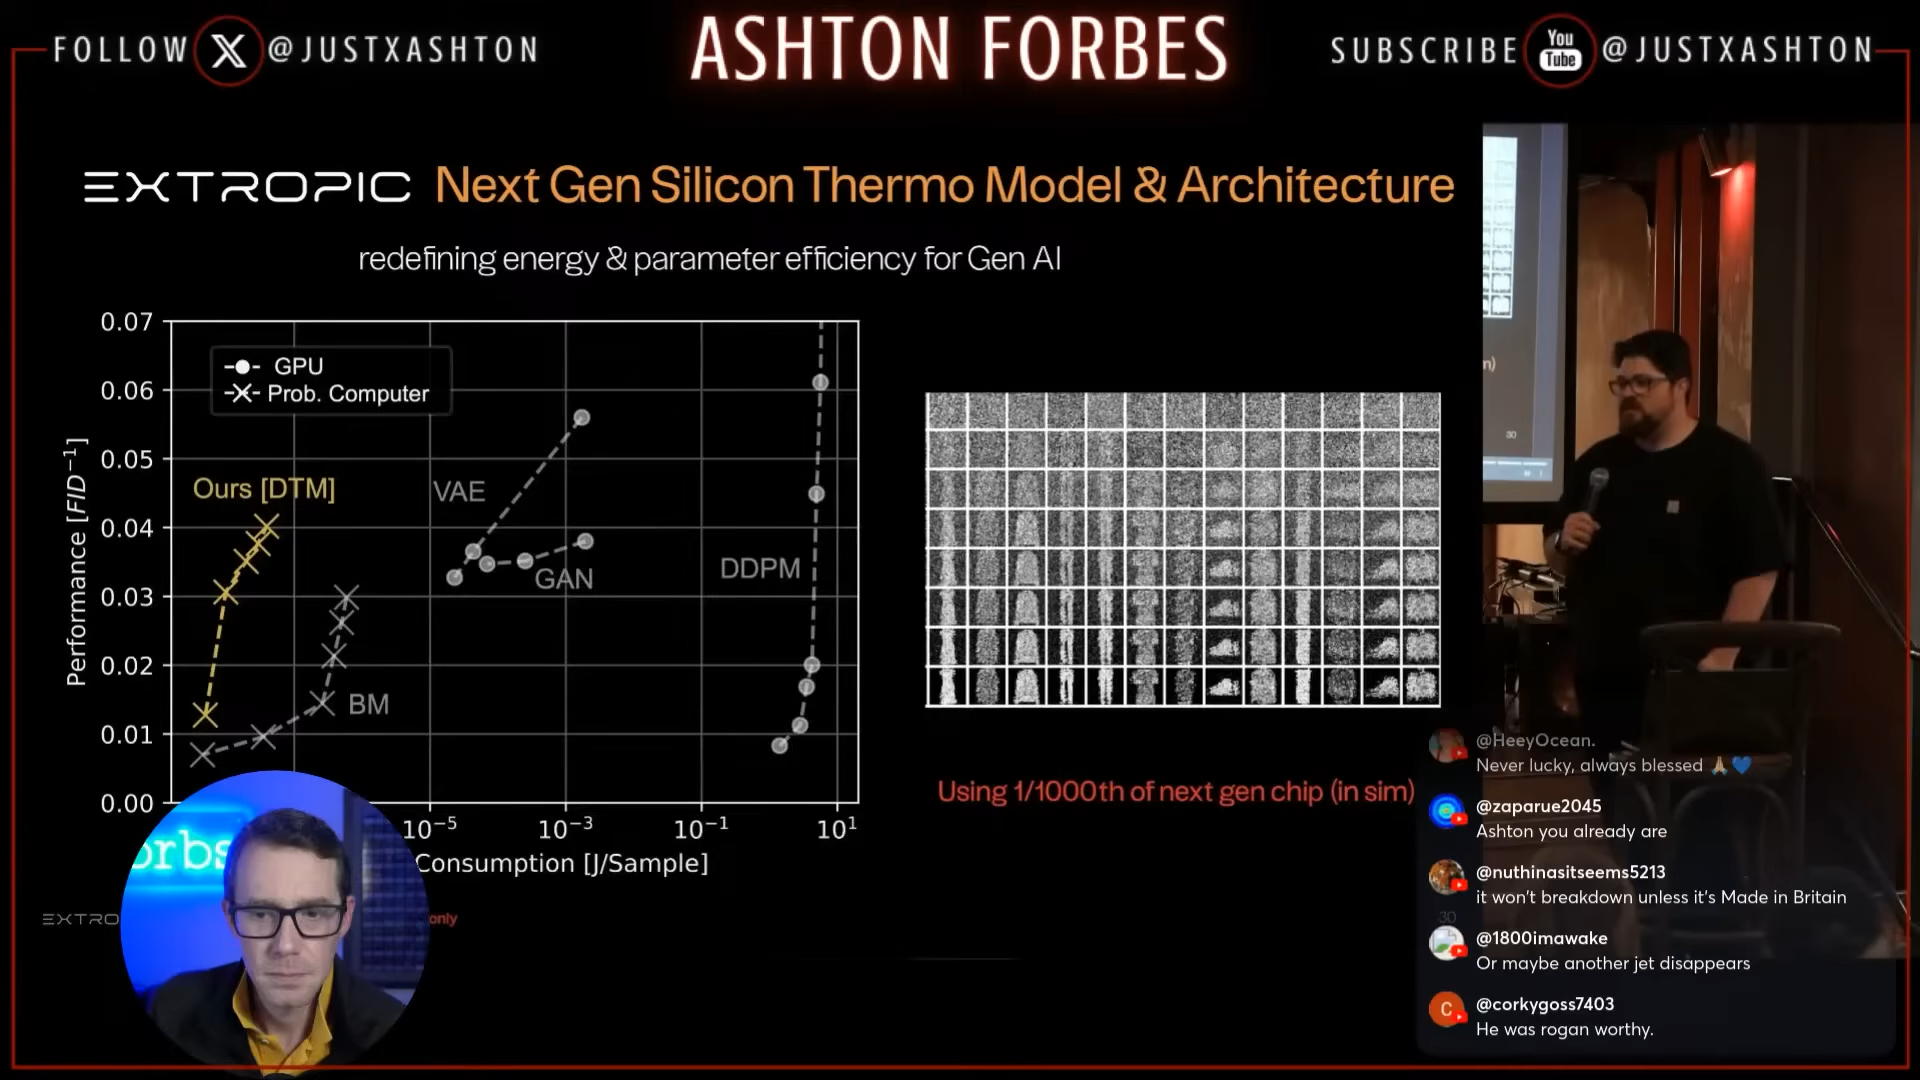 FOLLOW X @JUSTXASHTON
ASHTON FORBES
SUBSCRIBE You Tube @JUSTXASHTON
EXTROPIC Next Gen Silicon Thermo Model & Architecture
redefining energy & parameter efficiency for Gen AI
0.07
0.06
0.05
0.04
0.03
0.02
0.01
0.00
Performance [FID⁻¹]
GPU
Prob. Computer
Ours [DTM]
VAE
GAN
DDPM
BM
10⁻⁵
10⁻³
10⁻¹
10¹
Consumption [J/Sample]
Using 1/1000th of next gen chip (in sim)
EXTRO
only
orbs
30
30
@HeeyOcean.
Never lucky, always blessed 🙏🏼💙
@zaparue2045
Ashton you already are
@nuthinasitseems5213
it won't breakdown unless it's Made in Britain
@1800imawake
Or maybe another jet disappears
C
@corkygoss7403
He was rogan worthy.